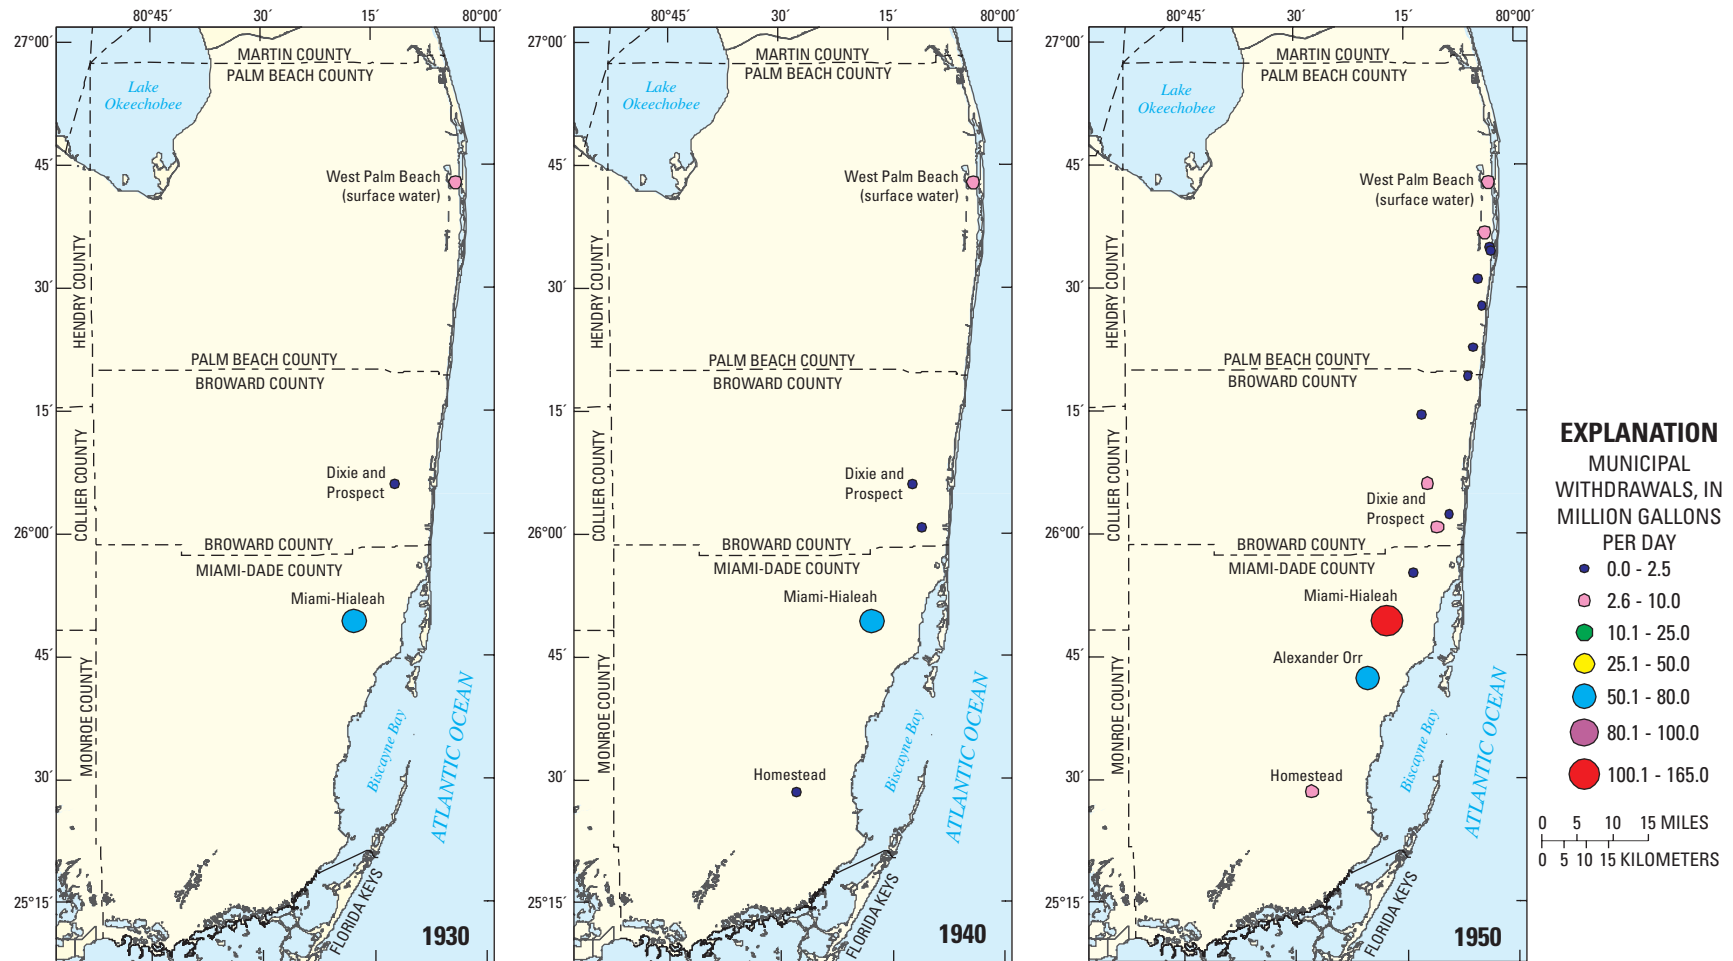 80°45´ 30´ 15´ 80°00´
27°00´
MARTIN COUNTY
PALM BEACH COUNTY
Lake
Okeechobee
45´
West Palm Beach
(surface water)
HENDRY COUNTY
30´
PALM BEACH COUNTY
BROWARD COUNTY
15´
COLLIER COUNTY
Dixie and
Prospect
26°00´
BROWARD COUNTY
MIAMI-DADE COUNTY
Miami-Hialeah
45´
MONROE COUNTY
ATLANTIC OCEAN
Biscayne Bay
30´
25°15´
FLORIDA KEYS
1930
80°45´ 30´ 15´ 80°00´
27°00´
MARTIN COUNTY
PALM BEACH COUNTY
Lake
Okeechobee
45´
West Palm Beach
(surface water)
HENDRY COUNTY
30´
PALM BEACH COUNTY
BROWARD COUNTY
15´
COLLIER COUNTY
Dixie and
Prospect
26°00´
BROWARD COUNTY
MIAMI-DADE COUNTY
Miami-Hialeah
45´
MONROE COUNTY
ATLANTIC OCEAN
Biscayne Bay
30´
Homestead
25°15´
FLORIDA KEYS
1940
80°45´ 30´ 15´ 80°00´
27°00´
MARTIN COUNTY
PALM BEACH COUNTY
Lake
Okeechobee
45´
West Palm Beach
(surface water)
HENDRY COUNTY
30´
PALM BEACH COUNTY
BROWARD COUNTY
15´
COLLIER COUNTY
Dixie and
Prospect
26°00´
BROWARD COUNTY
MIAMI-DADE COUNTY
Miami-Hialeah
45´
Alexander Orr
MONROE COUNTY
ATLANTIC OCEAN
Biscayne Bay
30´
Homestead
25°15´
FLORIDA KEYS
1950
EXPLANATION
MUNICIPAL
WITHDRAWALS, IN
MILLION GALLONS
PER DAY
0.0 - 2.5
2.6 - 10.0
10.1 - 25.0
25.1 - 50.0
50.1 - 80.0
80.1 - 100.0
100.1 - 165.0
0 5 10 15 MILES
0 5 10 15 KILOMETERS